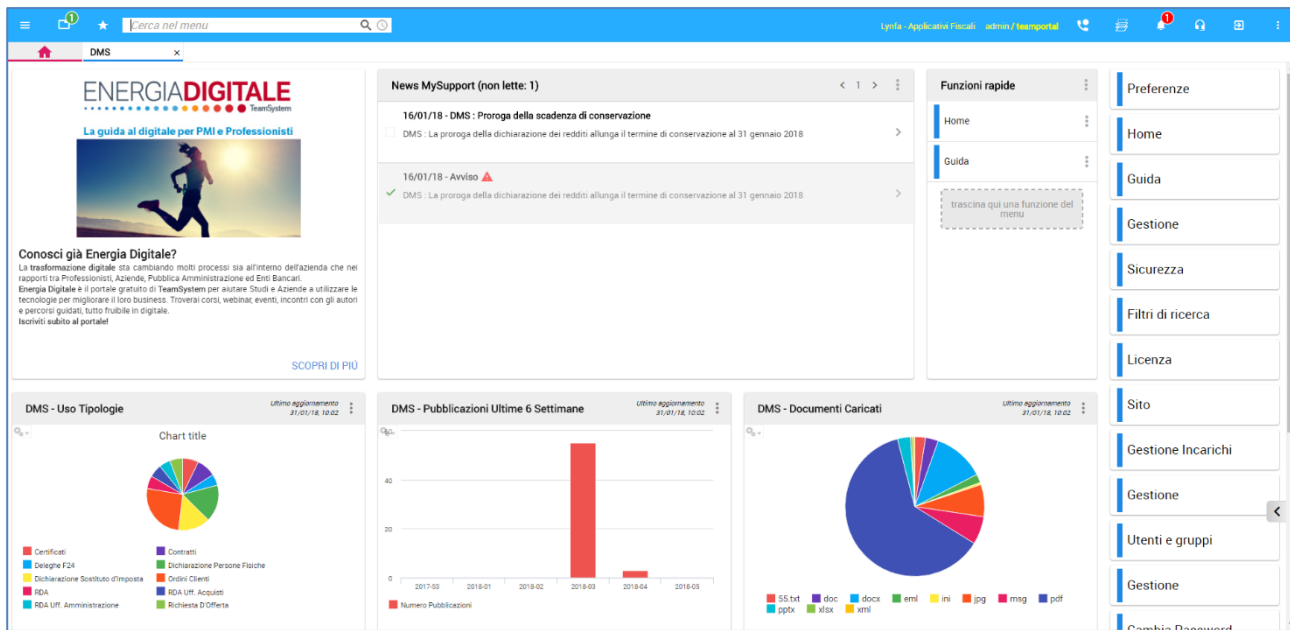 1
Cerca nel menu
Lynfa - Applicativi Fiscali admin / teamportal
1
DMS x
ENERGIADIGITALE
TeamSystem
La guida al digitale per PMI e Professionisti
Conosci già Energia Digitale?
La trasformazione digitale sta cambiando molti processi sia all'interno dell'azienda che nei
rapporti tra Professionisti, Aziende, Pubblica Amministrazione ed Enti Bancari.
Energia Digitale è il portale gratuito di TeamSystem per aiutare Studi e Aziende a utilizzare le
tecnologie per migliorare il loro business. Troverai corsi, webinar, eventi, incontri con gli autori
e percorsi guidati, tutto fruibile in digitale.
Iscriviti subito al portale!
SCOPRI DI PIÚ
News MySupport (non lette: 1)
< 1 >
16/01/18 - DMS : Proroga della scadenza di conservazione
DMS : La proroga della dichiarazione dei redditi allunga il termine di conservazione al 31 gennaio 2018
16/01/18 - Avviso
DMS : La proroga della dichiarazione dei redditi allunga il termine di conservazione al 31 gennaio 2018
Funzioni rapide
Home
Guida
trascina qui una funzione del
menu
Preferenze
Home
Guida
Gestione
Sicurezza
Filtri di ricerca
Licenza
Sito
Gestione Incarichi
Gestione
Utenti e gruppi
Gestione
Cambia Password
DMS - Uso Tipologie
Ultimo aggiornamento
31/01/18, 10:02
Chart title
Certificati
Contratti
Deleghe F24
Dichiarazione Persone Fisiche
Dichiarazione Sostituto d'Imposta
Ordini Clienti
RDA
RDA Uff. Acquisti
RDA Uff. Amministrazione
Richiesta D'Offerta
DMS - Pubblicazioni Ultime 6 Settimane
Ultimo aggiornamento
31/01/18, 10:02
60
40
20
0
2017-53 2018-01 2018-02 2018-03 2018-04 2018-05
Numero Pubblicazioni
DMS - Documenti Caricati
Ultimo aggiornamento
31/01/18, 10:02
55.txt doc docx eml ini jpg msg pdf
pptx xlsx xml